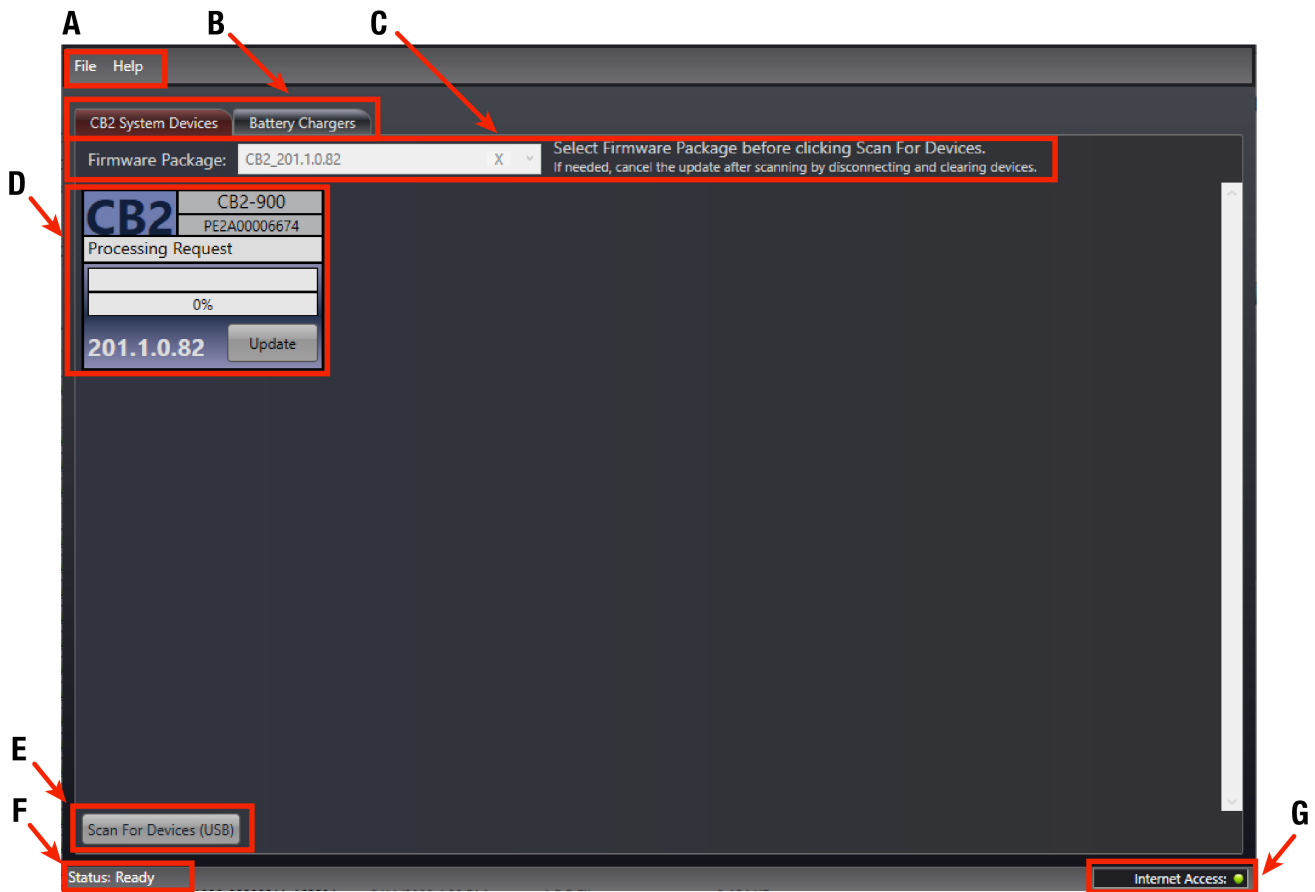 A
B
C
File Help
CB2 System Devices Battery Chargers
Firmware Package: CB2_201.1.0.82 X
Select Firmware Package before clicking Scan For Devices.
If needed, cancel the update after scanning by disconnecting and clearing devices.
D
CB2
CB2-900
PE2A00006674
Processing Request
0%
201.1.0.82
Update
E
Scan For Devices (USB)
F
Status: Ready
G
Internet Access: